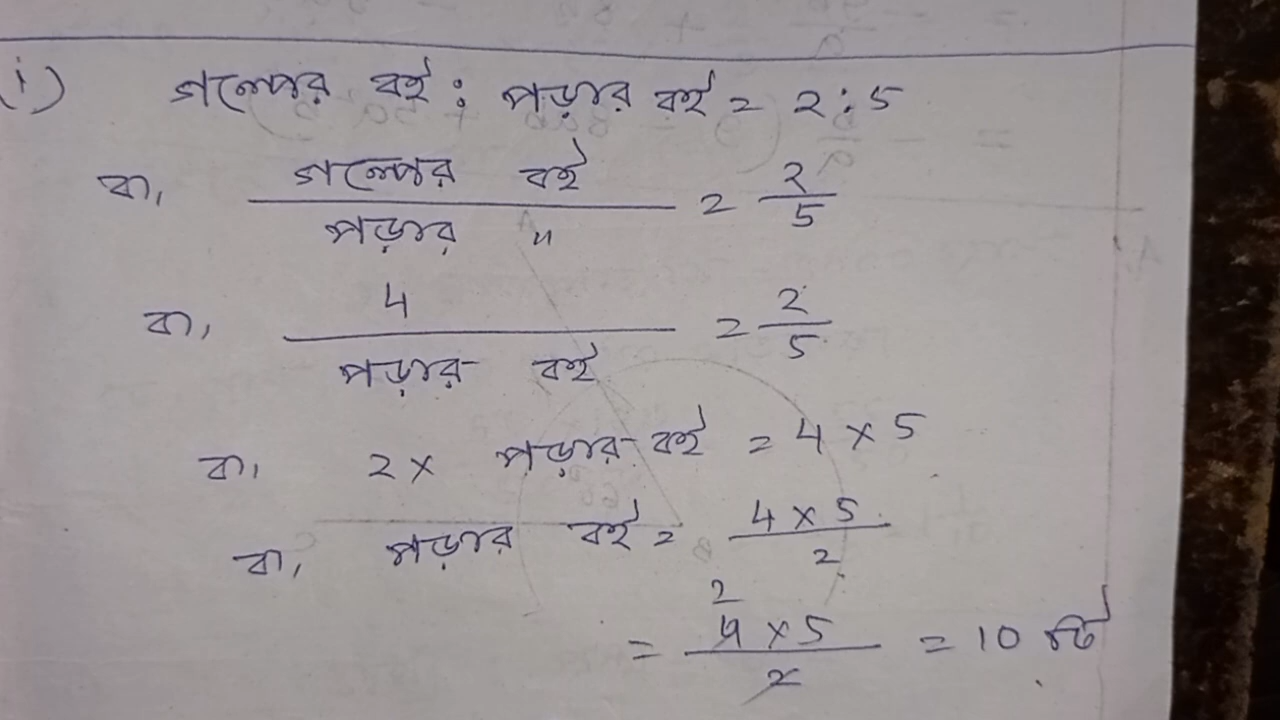 (i) গল্পের বই : পড়ার বই = 2:5
বা, গল্পের বই / পড়ার " = 2/5
বা, 4 / পড়ার বই = 2/5
বা, 2 × পড়ার বই = 4 × 5
বা, পড়ার বই = 4 × 5 / 2
= 2 4 × 5 / 2 = 10 টি